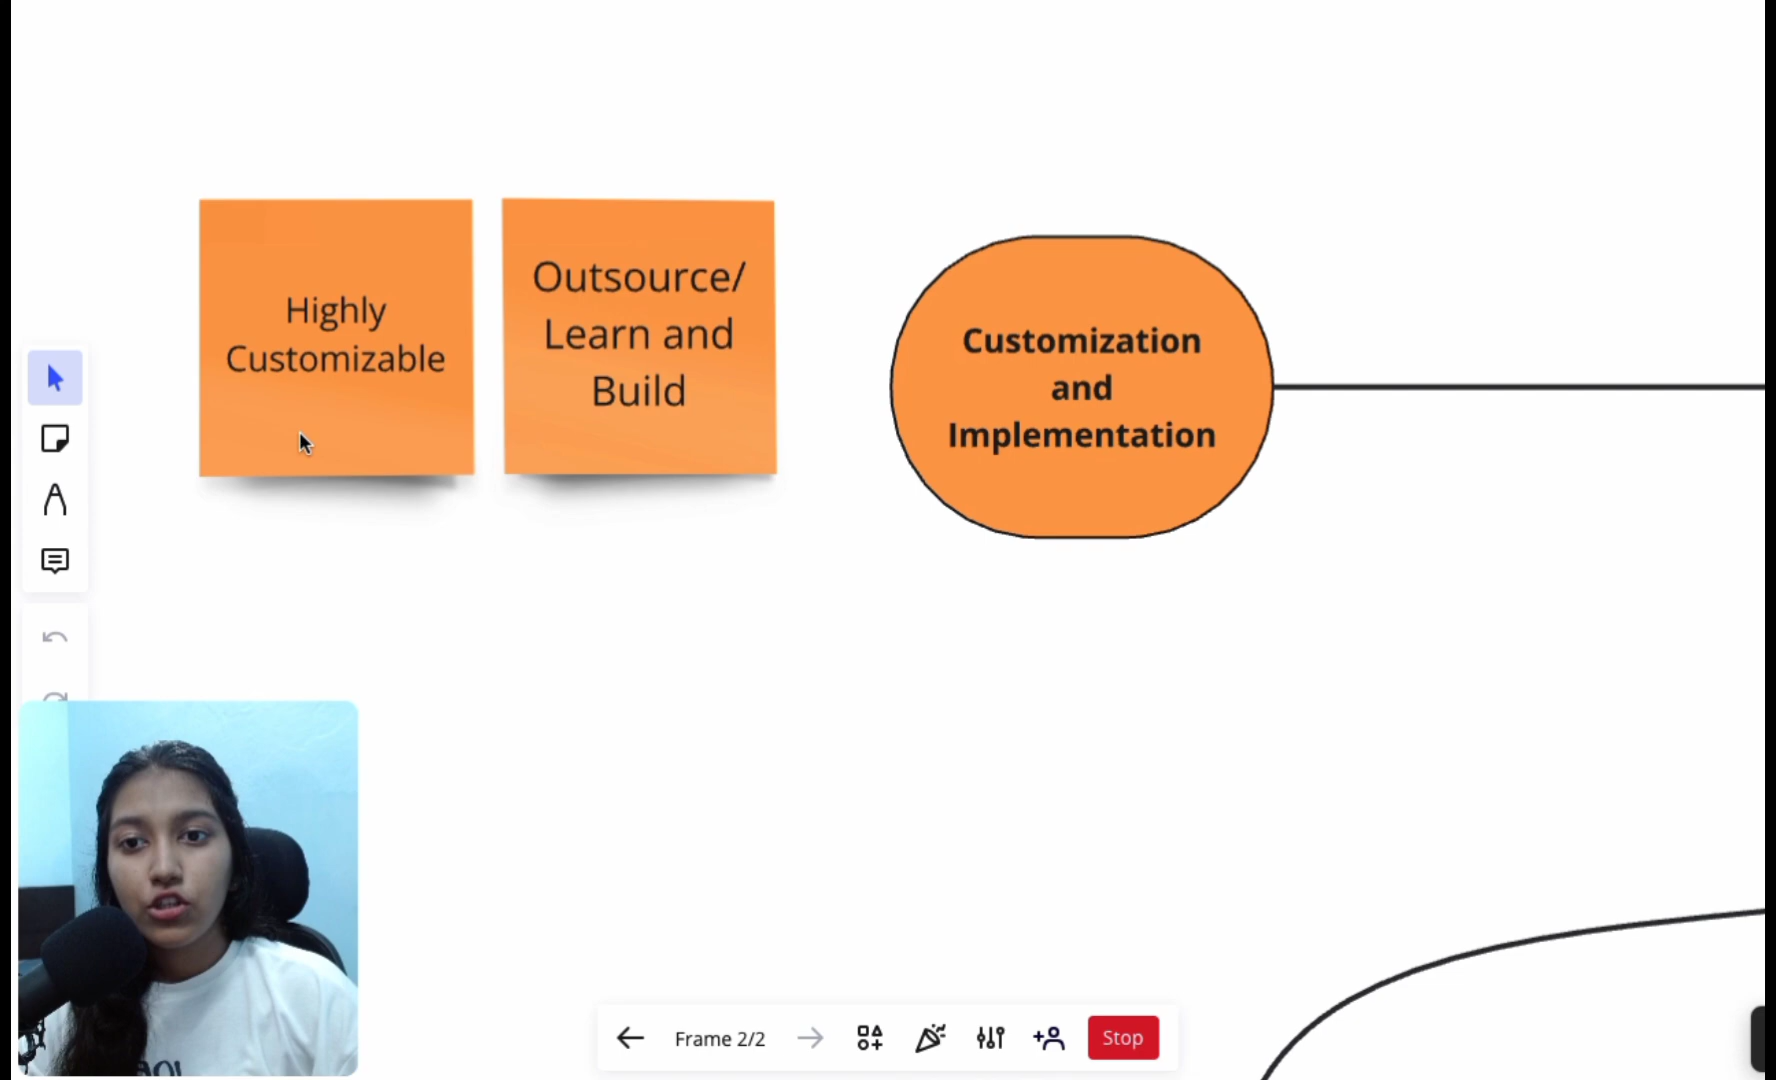 Highly
Customizable
Outsource/
Learn and
Build
Customization
and
Implementation
Frame 2/2
Stop